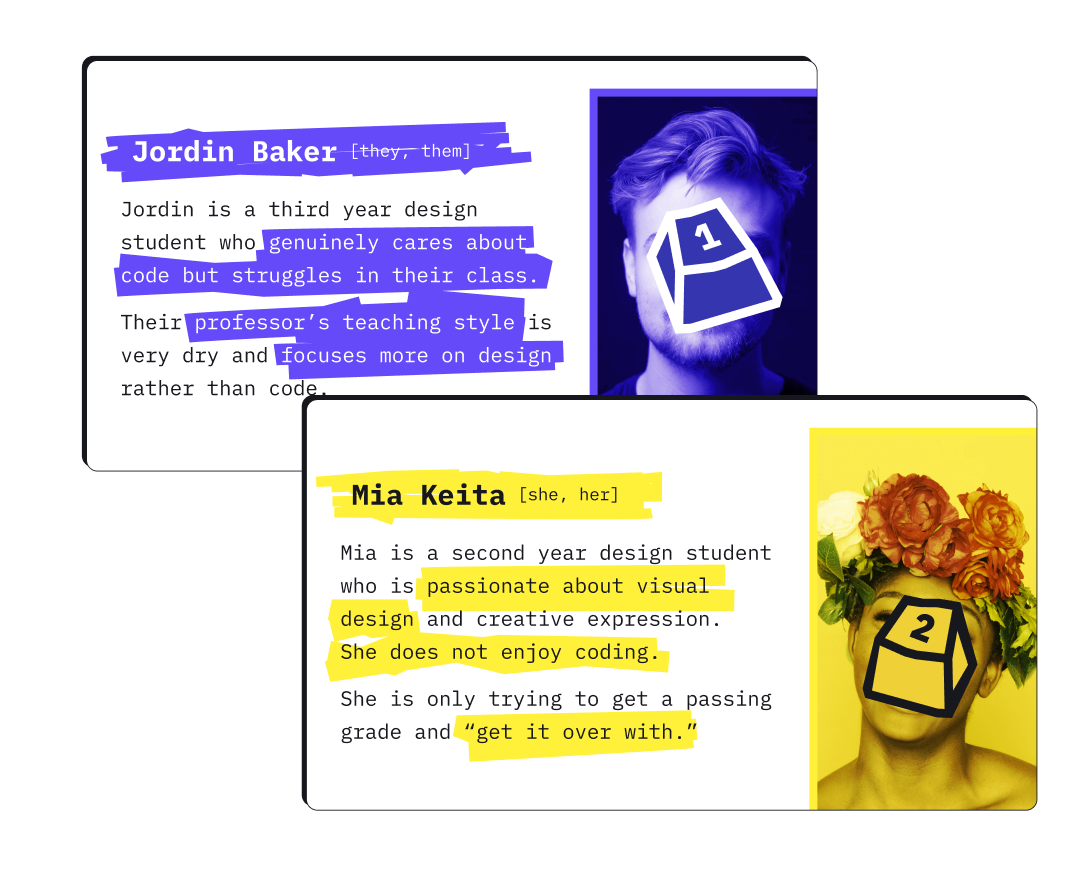 Jordin Baker [they, them]
Jordin is a third year design
student who genuinely cares about
code but struggles in their class.
Their professor’s teaching style is
very dry and focuses more on design
rather than code.
1
Mia Keita [she, her]
Mia is a second year design student
who is passionate about visual
design and creative expression.
She does not enjoy coding.
She is only trying to get a passing
grade and “get it over with.”
2